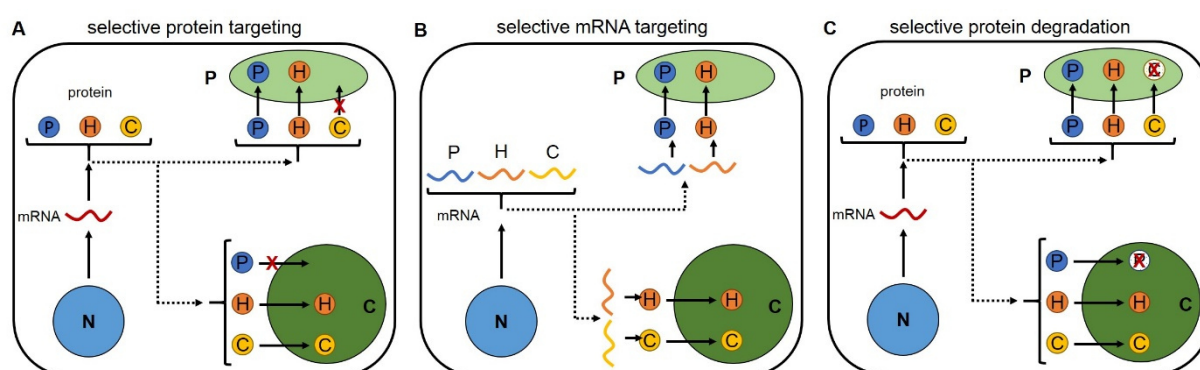 A selective protein targeting
P
P H
protein
P H C
P H C
mRNA
P
H H
C C
N
C
B selective mRNA targeting
P
P H
P H
P H C
mRNA
H H
C C
N
C
C selective protein degradation
P
P H C
protein
P H C
P H C
mRNA
P P
H H
C C
N
C